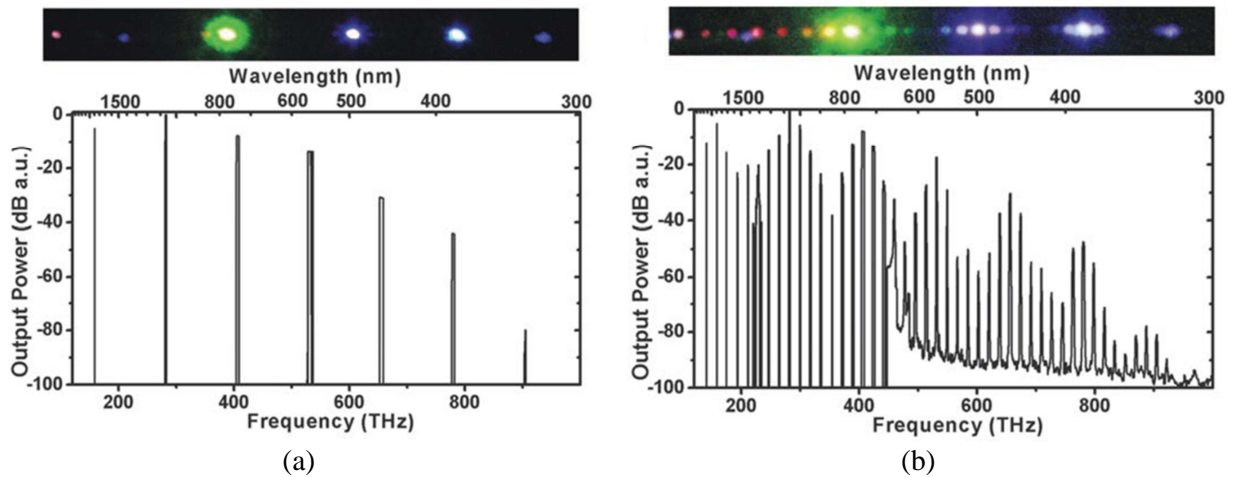 Wavelength (nm)
1500 800 600 500 400 300
0
-20
-40
-60
-80
-100
Output Power (dB a.u.)
200 400 600 800
Frequency (THz)
(a)
Wavelength (nm)
1500 800 600 500 400 300
0
-20
-40
-60
-80
-100
Output Power (dB a.u.)
200 400 600 800
Frequency (THz)
(b)